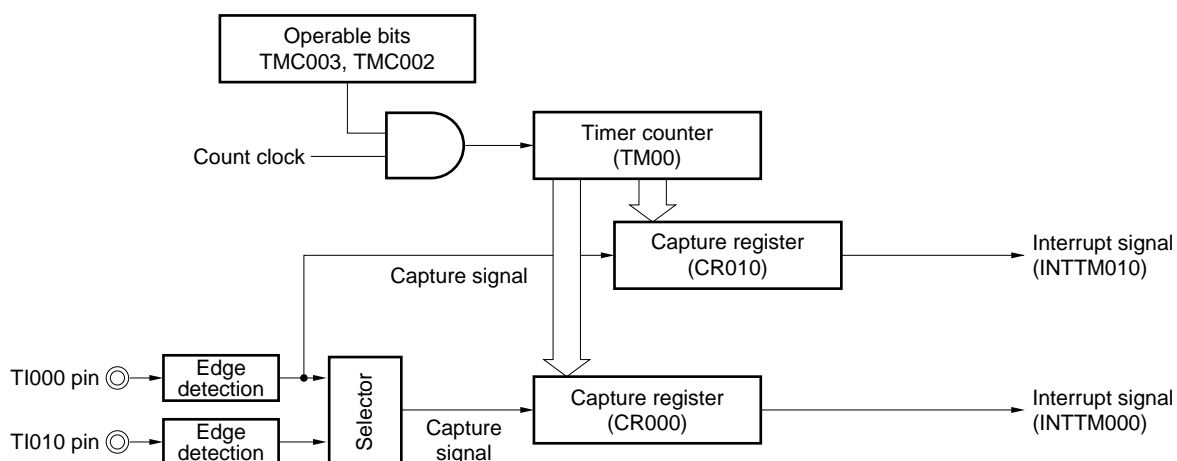 Operable bits
TMC003, TMC002
Count clock
Timer counter
(TM00)
Capture register
(CR010)
Interrupt signal
(INTTM010)
Capture signal
TI000 pin
Edge
detection
Selector
Capture register
(CR000)
Interrupt signal
(INTTM000)
TI010 pin
Edge
detection
Capture
signal